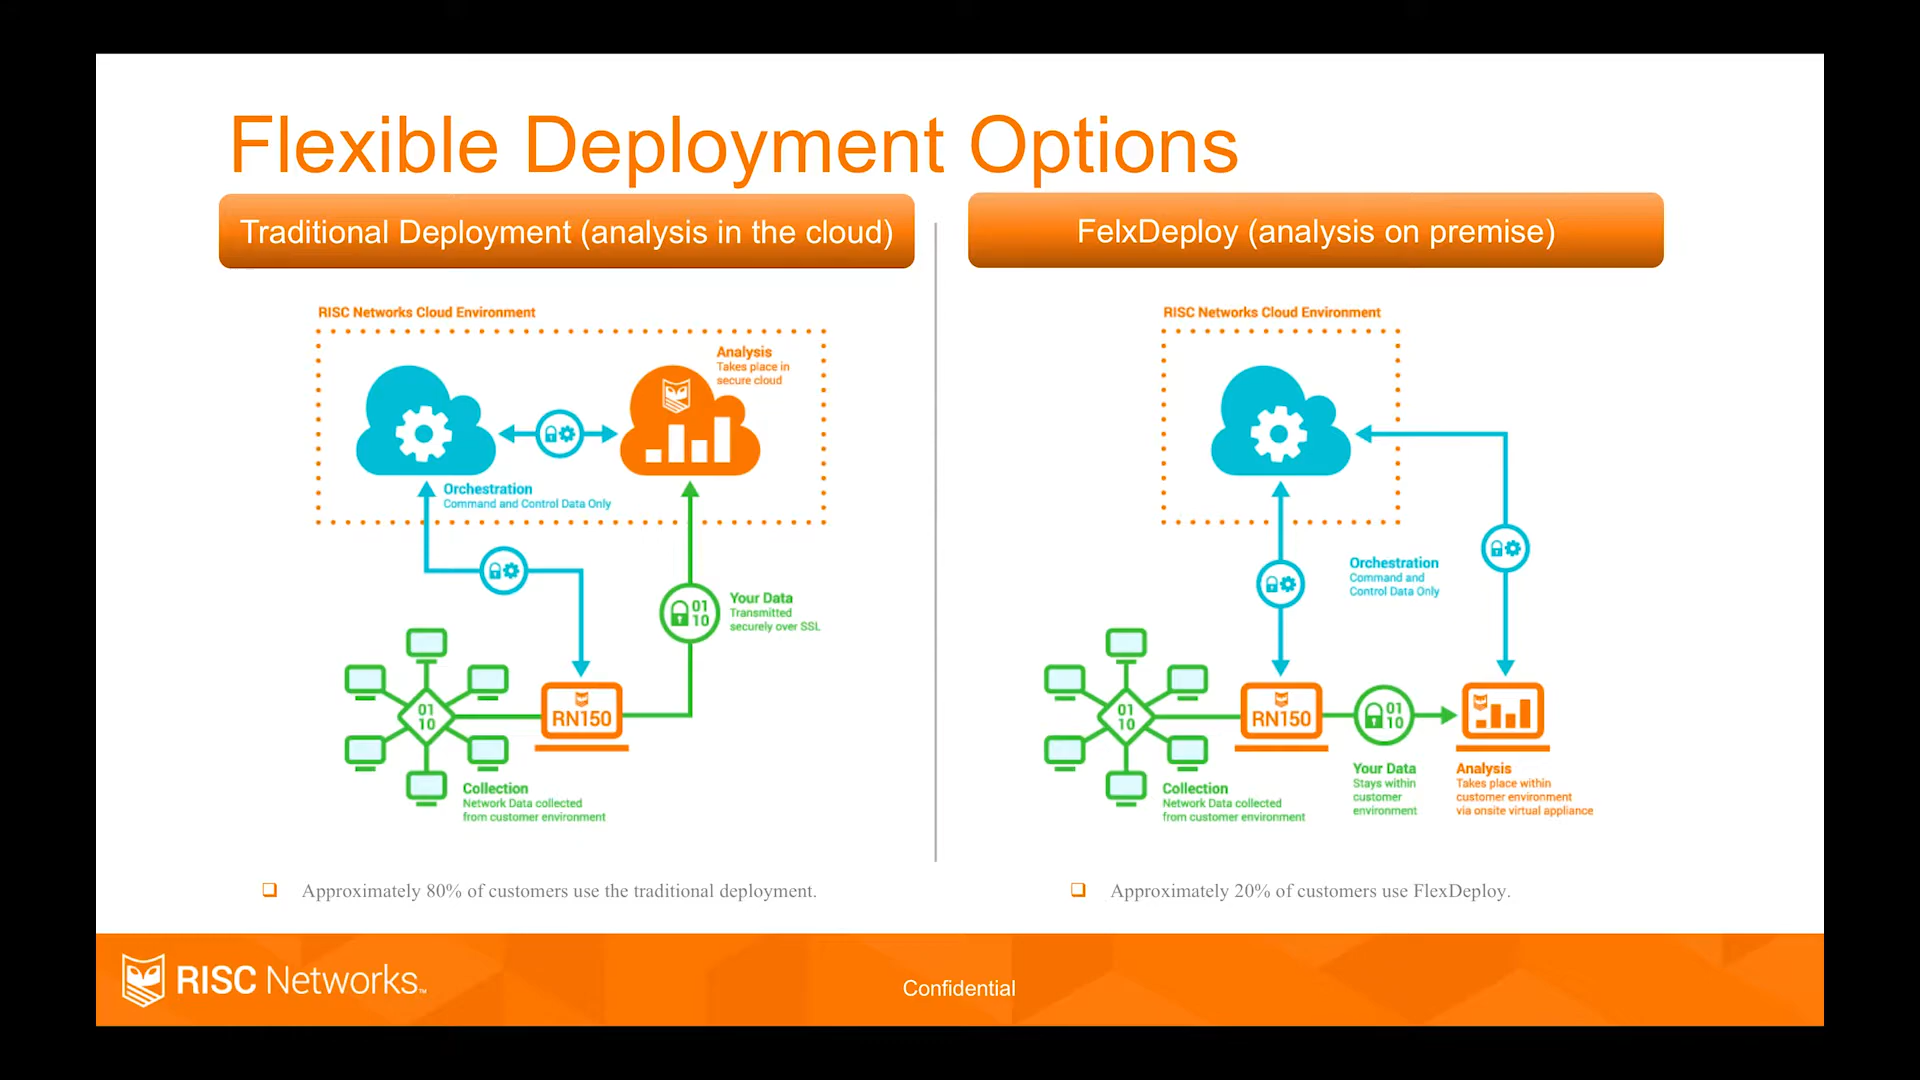 Flexible Deployment Options
Traditional Deployment (analysis in the cloud)
RISC Networks Cloud Environment
Analysis
Takes place in
secure cloud
Orchestration
Command and Control Data Only
Your Data
Transmitted
securely over SSL
01
10
01
10
RN150
Collection
Network Data collected
from customer environment
❑ Approximately 80% of customers use the traditional deployment.
FelxDeploy (analysis on premise)
RISC Networks Cloud Environment
Orchestration
Command and
Control Data Only
01
10
RN150
01
10
Collection
Network Data collected
from customer environment
Your Data
Stays within
customer
environment
Analysis
Takes place within
customer environment
via onsite virtual appliance
❑ Approximately 20% of customers use FlexDeploy.
RISC Networks™
Confidential